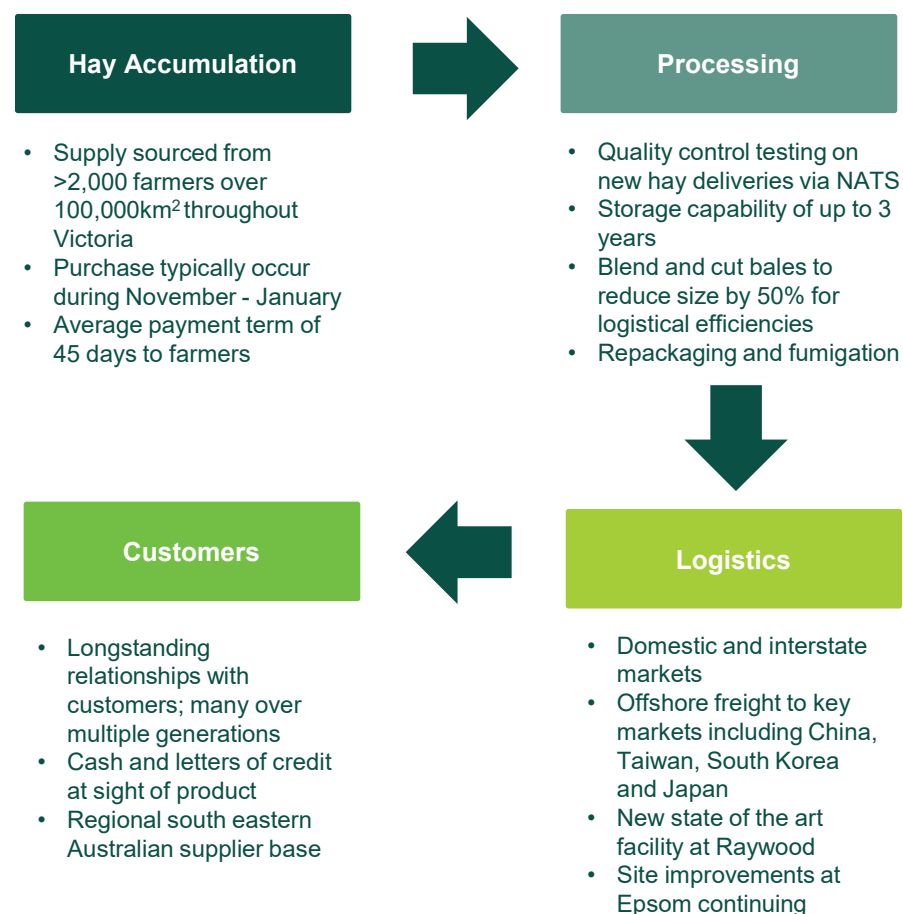 Hay Accumulation
• Supply sourced from
>2,000 farmers over
100,000km² throughout
Victoria
• Purchase typically occur
during November - January
• Average payment term of
45 days to farmers
Processing
• Quality control testing on
new hay deliveries via NATS
• Storage capability of up to 3
years
• Blend and cut bales to
reduce size by 50% for
logistical efficiencies
• Repackaging and fumigation
Logistics
• Domestic and interstate
markets
• Offshore freight to key
markets including China,
Taiwan, South Korea
and Japan
• New state of the art
facility at Raywood
• Site improvements at
Epsom continuing
Customers
• Longstanding
relationships with
customers; many over
multiple generations
• Cash and letters of credit
at sight of product
• Regional south eastern
Australian supplier base